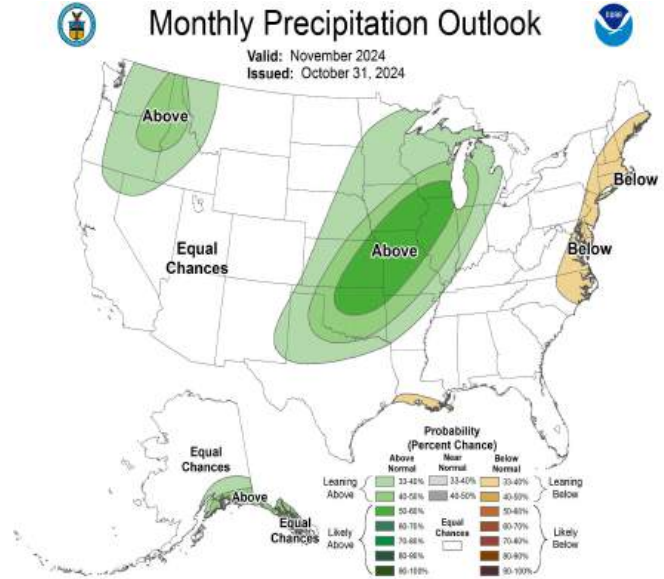 Monthly Precipitation Outlook
Valid: November 2024
Issued: October 31, 2024
Above
Below
Below
Equal
Chances
Above
Equal
Chances
Above
Equal
Chances
Probability
(Percent Chance)
Above
Normal
Near
Normal
Below
Normal
Leaning
Above
33-40%
33-40%
33-40%
Leaning
Below
40-50%
40-50%
40-50%
50-60%
50-60%
Likely
Above
60-70%
Equal
Chances
60-70%
Likely
Below
70-80%
70-80%
80-90%
80-90%
90-100%
90-100%